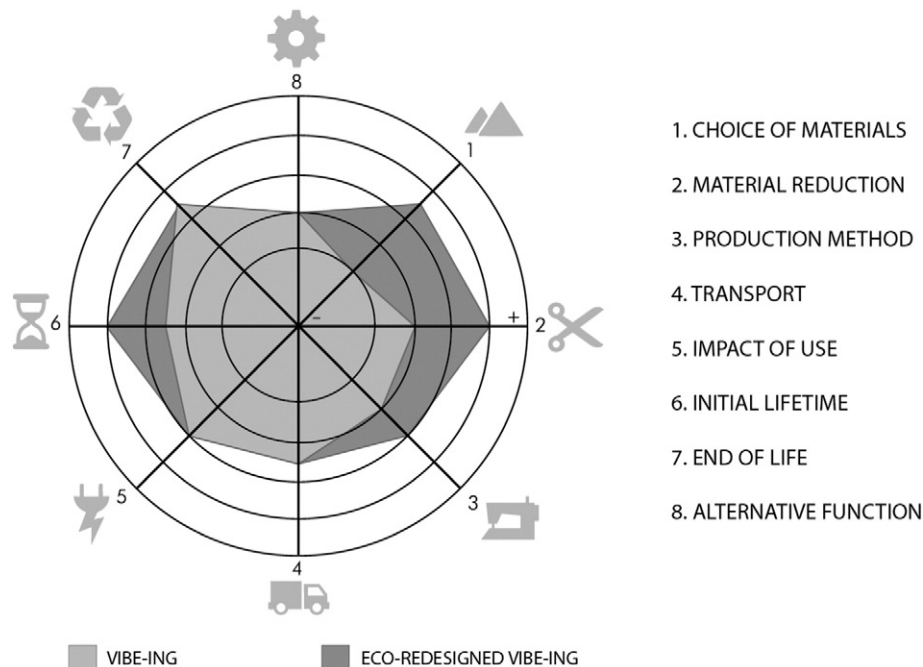 8
7
1
1. CHOICE OF MATERIALS
2. MATERIAL REDUCTION
3. PRODUCTION METHOD
4. TRANSPORT
6
-
+
2
5. IMPACT OF USE
6. INITIAL LIFETIME
7. END OF LIFE
5
3
8. ALTERNATIVE FUNCTION
4
VIBE-ING
ECO-REDESIGNED VIBE-ING